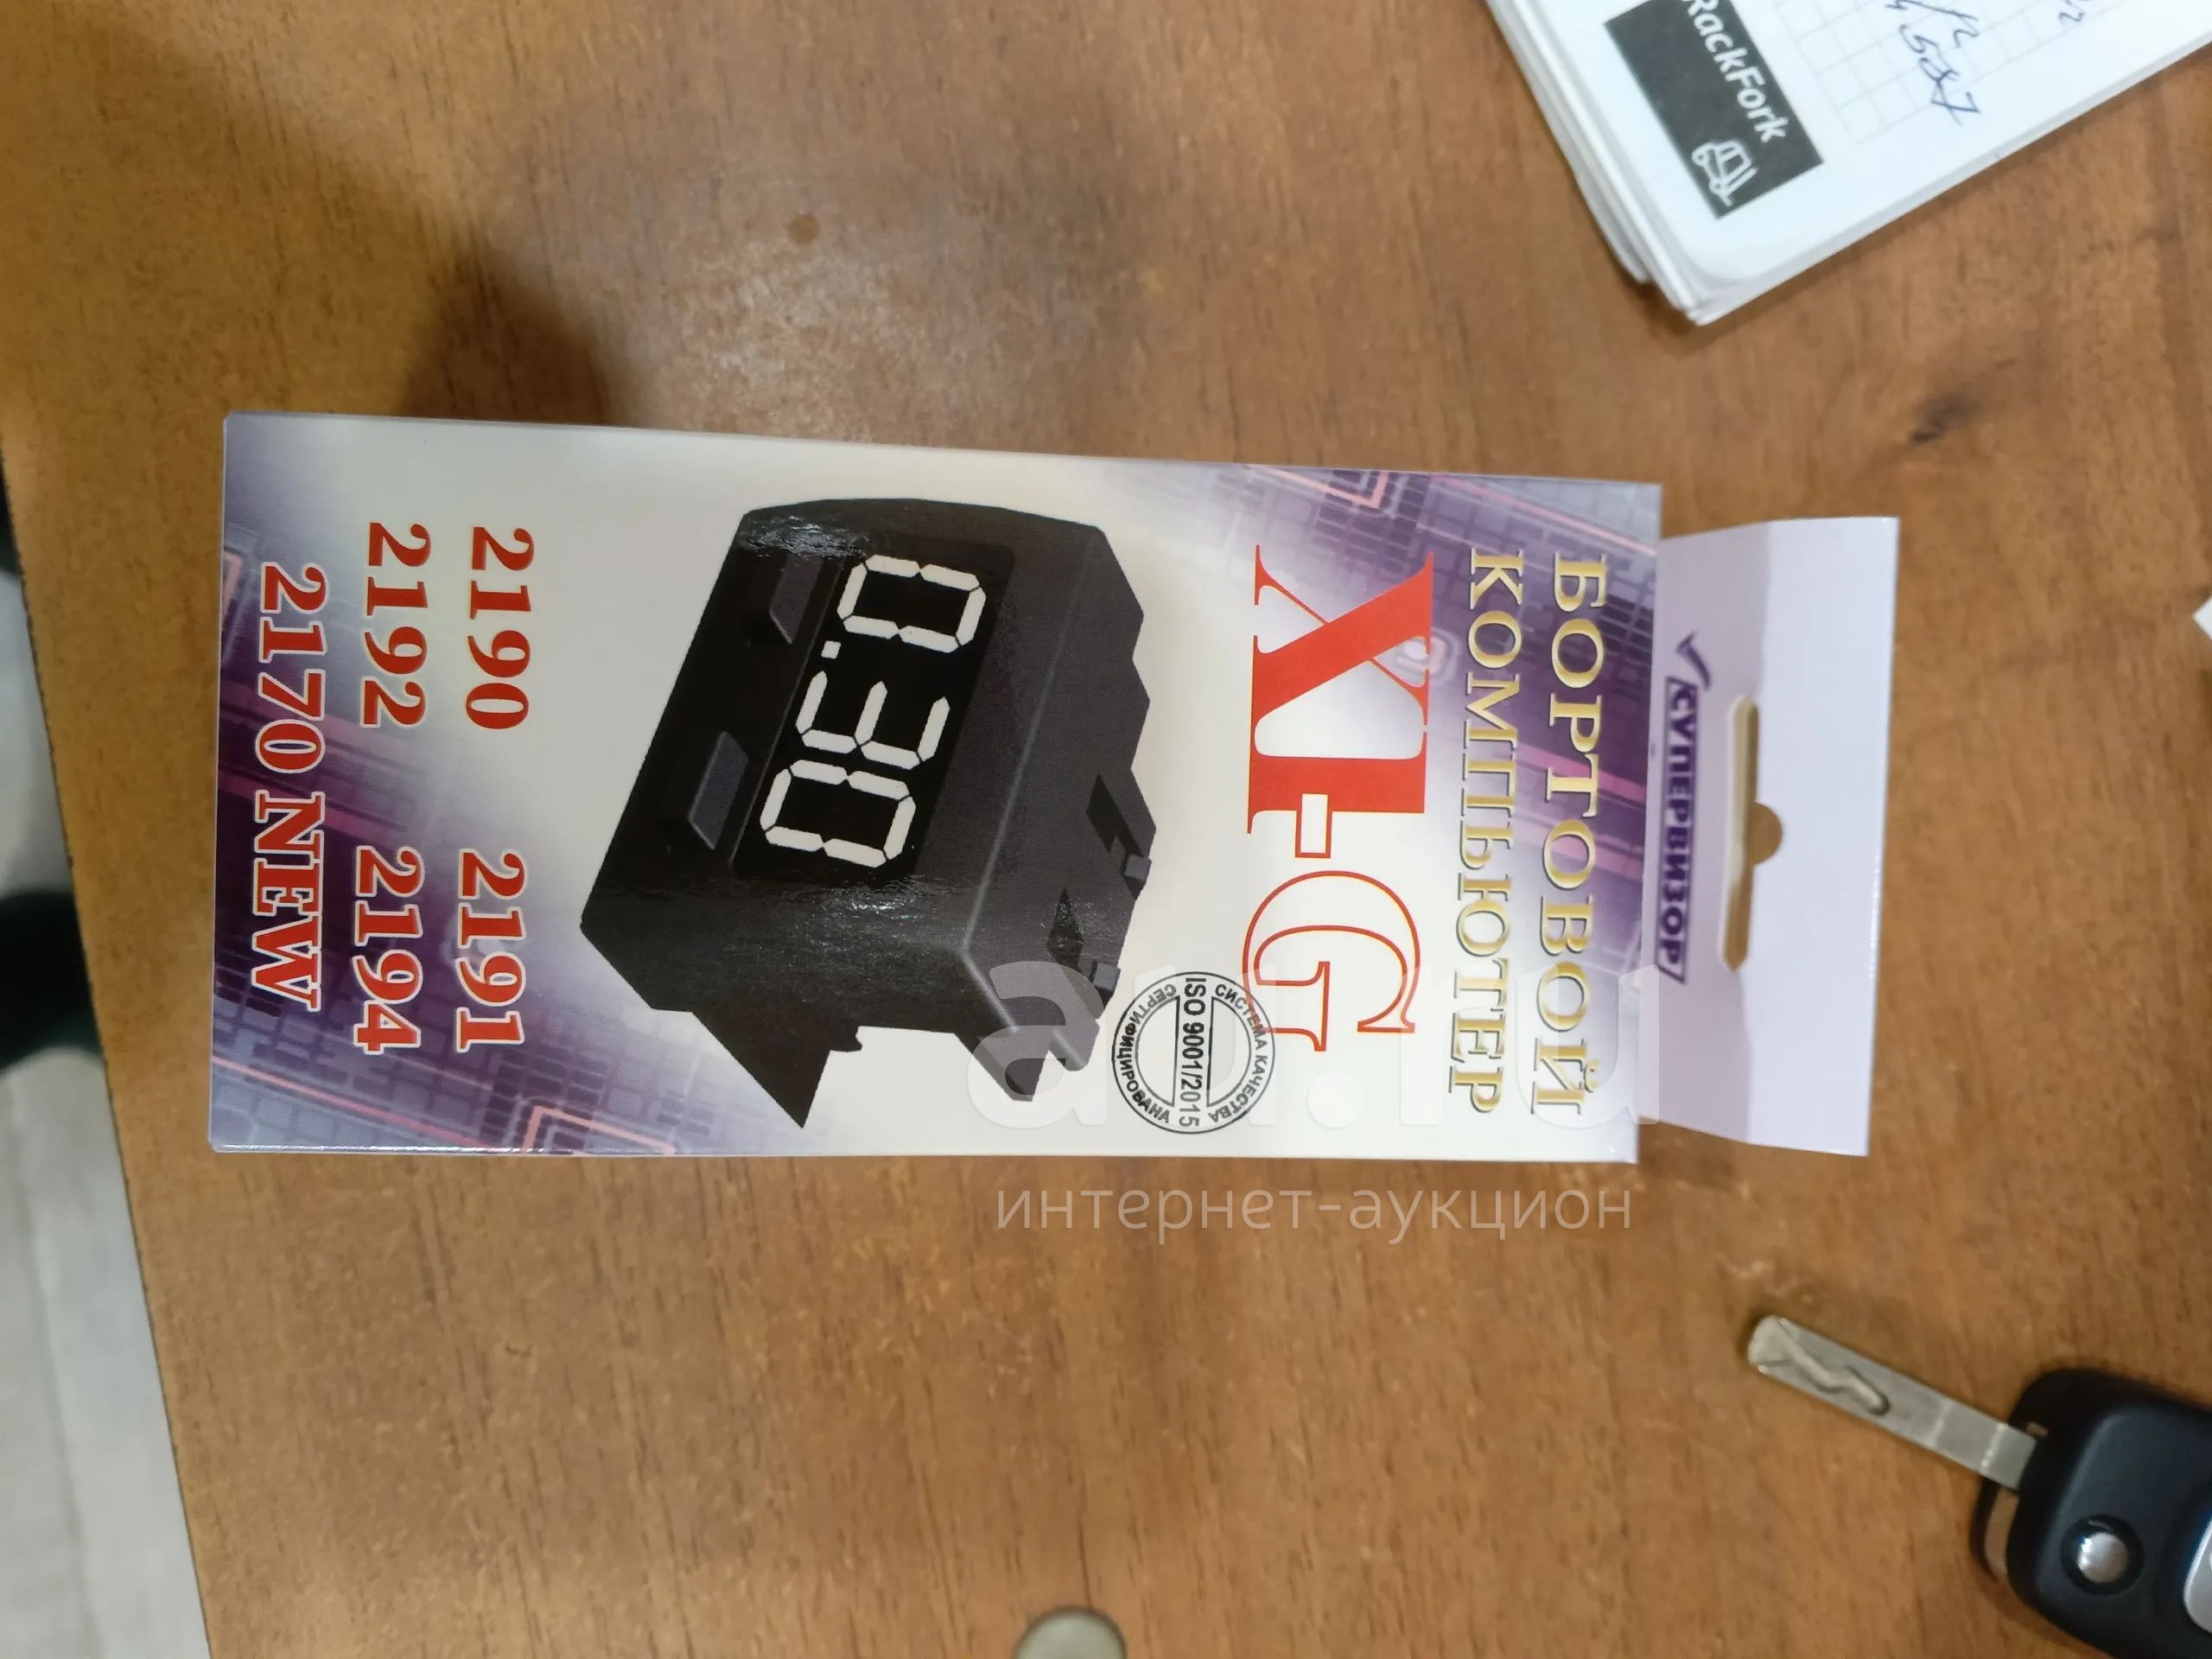 СУПЕРВИЗОР
БОРТОВОЙ
КОМПЬЮТЕР
X1-G
СИСТЕМА КАЧЕСТВА
ISO 9001/2015
СЕРТИФИЦИРОВАНА
0.30
2190 2191
2192 2194
2170 NEW
RackFork
au.ru
интернет-аукцион